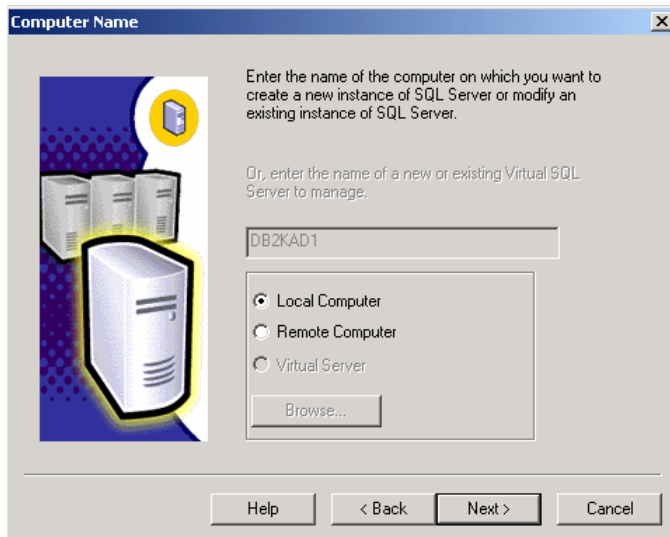 Computer Name
Enter the name of the computer on which you want to
create a new instance of SQL Server or modify an
existing instance of SQL Server.
Or, enter the name of a new or existing Virtual SQL
Server to manage.
DB2KAD1
Local Computer
Remote Computer
Virtual Server
Browse...
Help
< Back
Next >
Cancel